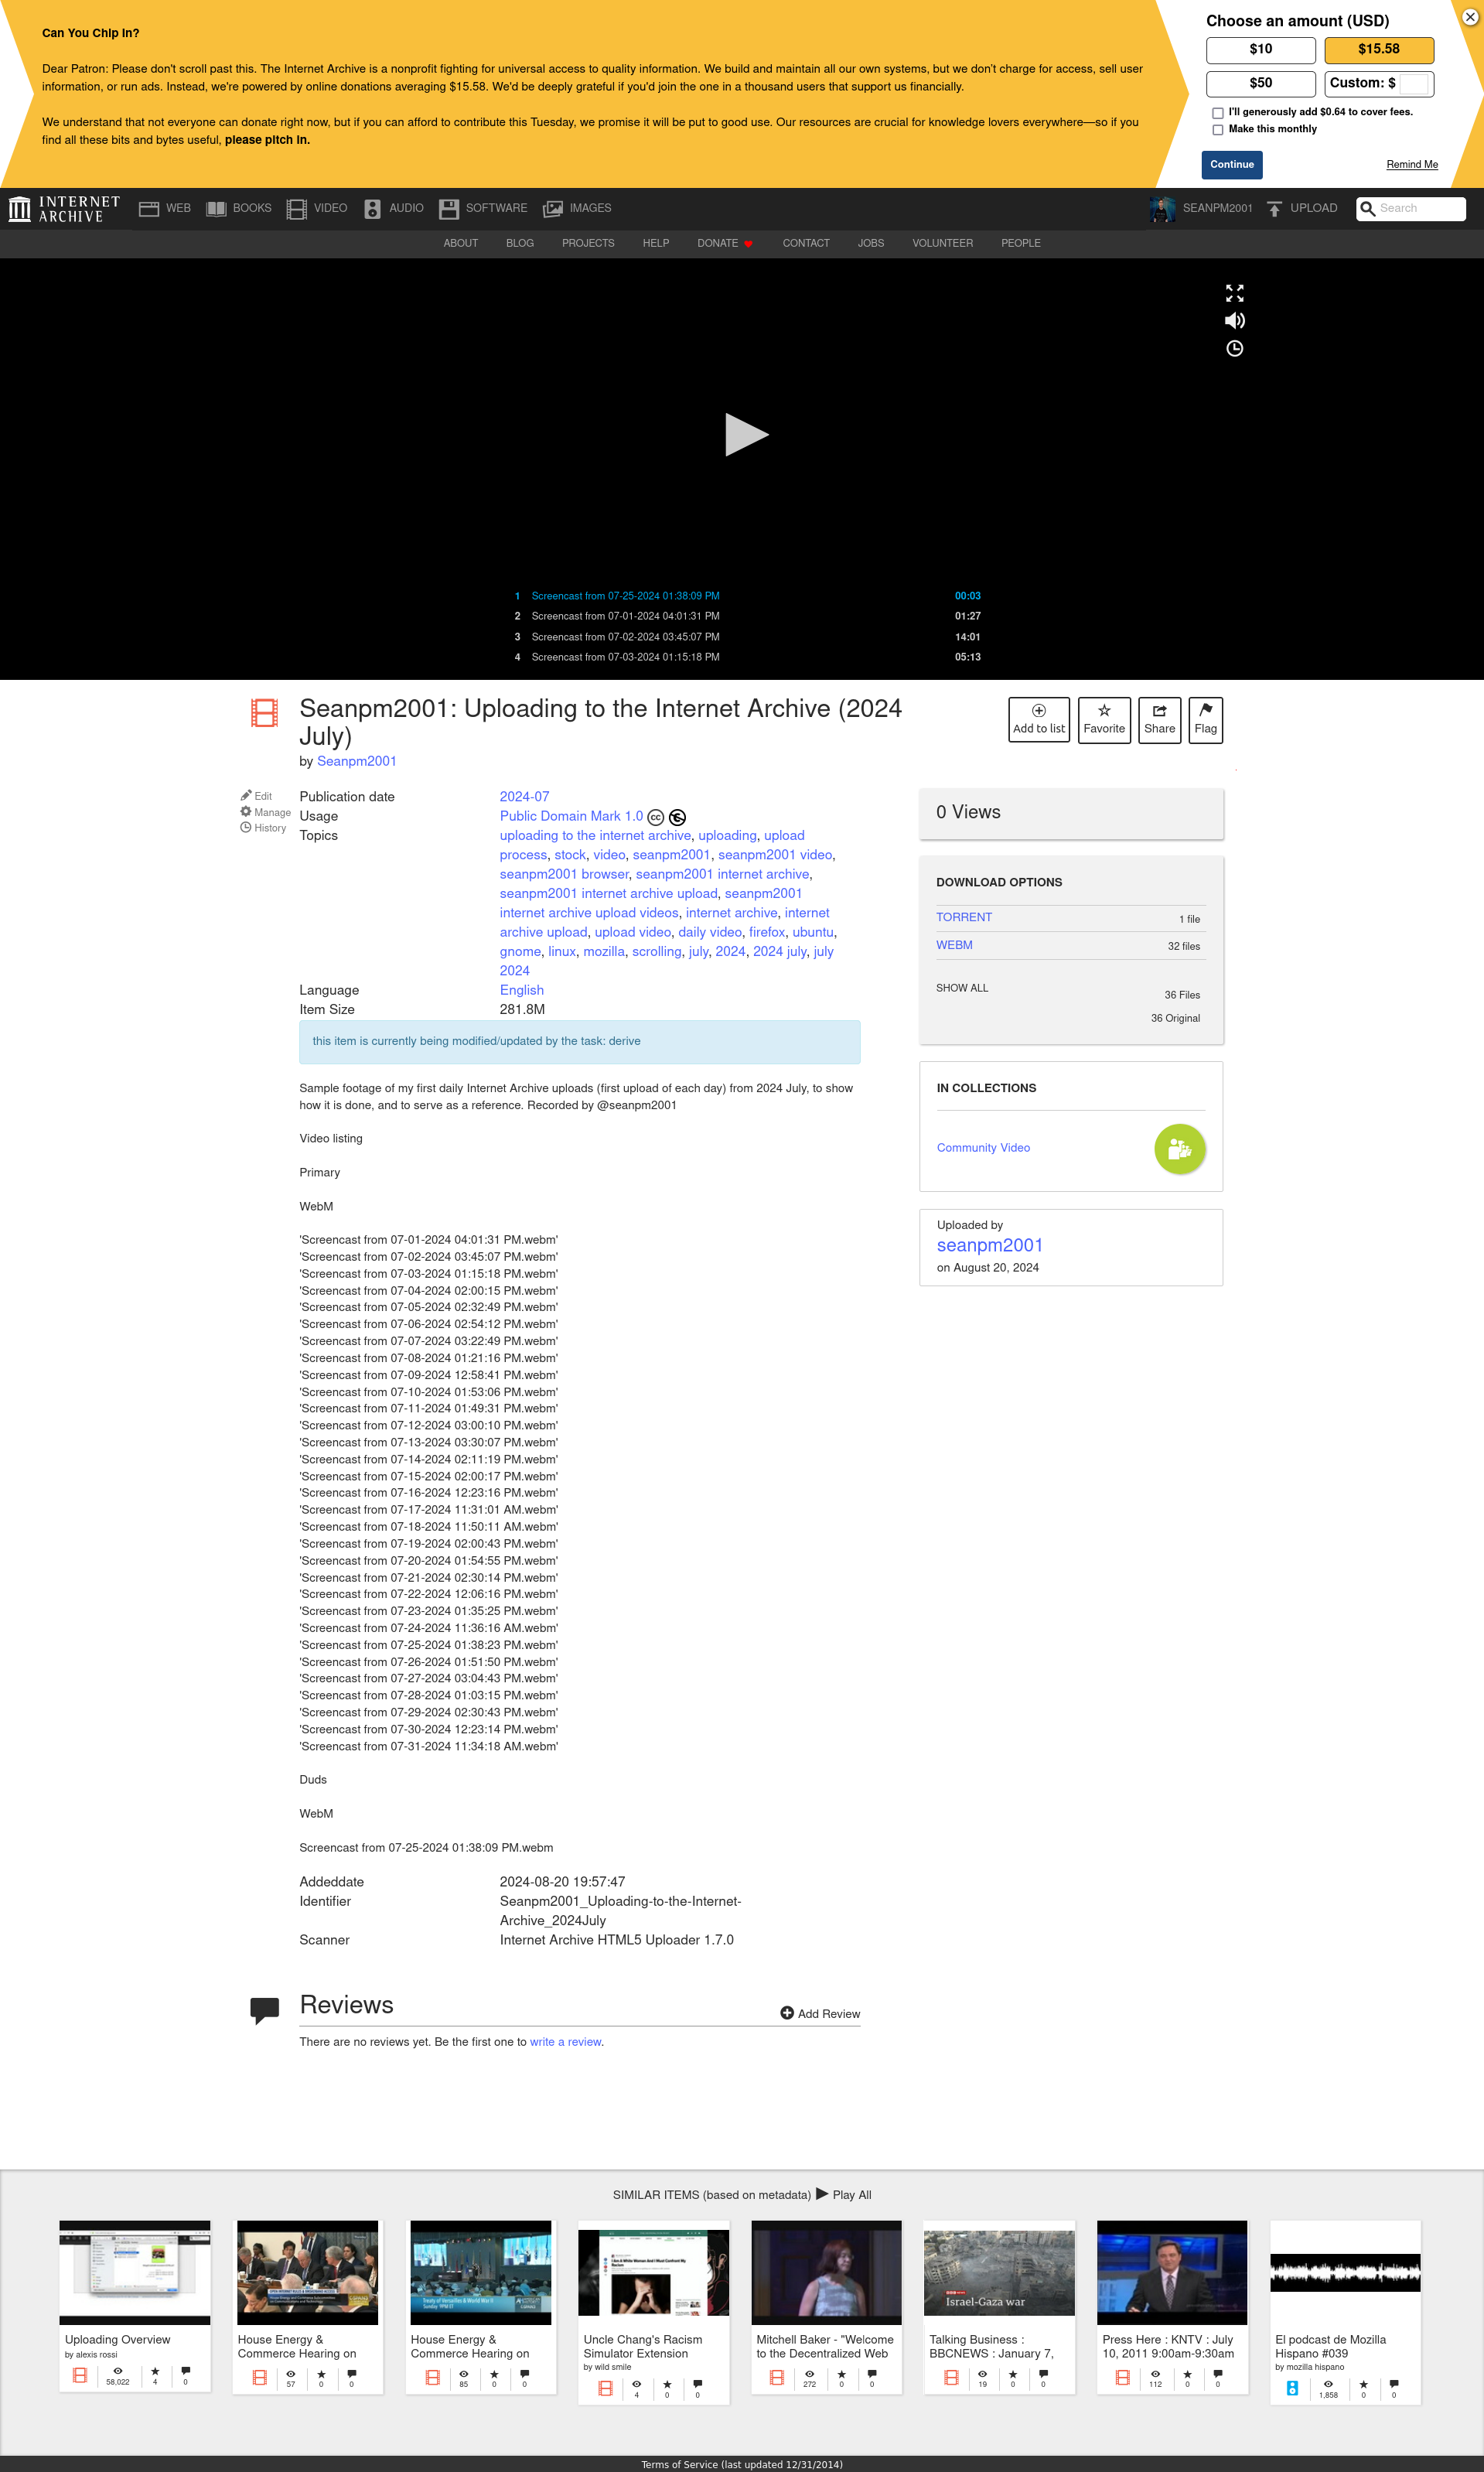 Can You Chip In?
Dear Patron: Please don't scroll past this. The Internet Archive is a nonprofit fighting for universal access to quality information. We build and maintain all our own systems, but we don't charge for access, sell user
information, or run ads. Instead, we're powered by online donations averaging $15.58. We'd be deeply grateful if you'd join the one in a thousand users that support us financially.
We understand that not everyone can donate right now, but if you can afford to contribute this Tuesday, we promise it will be put to good use. Our resources are crucial for knowledge lovers everywhere—so if you
find all these bits and bytes useful, please pitch in.
Choose an amount (USD)
$10 $15.58
$50 Custom: $
I'll generously add $0.64 to cover fees.
Make this monthly
Continue Remind Me
INTERNET
ARCHIVE
WEB BOOKS VIDEO AUDIO SOFTWARE IMAGES SEANPM2001 UPLOAD Search
ABOUT BLOG PROJECTS HELP DONATE CONTACT JOBS VOLUNTEER PEOPLE
1 Screencast from 07-25-2024 01:38:09 PM 00:03
2 Screencast from 07-01-2024 04:01:31 PM 01:27
3 Screencast from 07-02-2024 03:45:07 PM 14:01
4 Screencast from 07-03-2024 01:15:18 PM 05:13
Seanpm2001: Uploading to the Internet Archive (2024
July)
by Seanpm2001
Add to list Favorite Share Flag
Edit
Manage
History
Publication date 2024-07
Usage Public Domain Mark 1.0
Topics uploading to the internet archive, uploading, upload
process, stock, video, seanpm2001, seanpm2001 video,
seanpm2001 browser, seanpm2001 internet archive,
seanpm2001 internet archive upload, seanpm2001
internet archive upload videos, internet archive, internet
archive upload, upload video, daily video, firefox, ubuntu,
gnome, linux, mozilla, scrolling, july, 2024, 2024 july, july
2024
Language English
Item Size 281.8M
this item is currently being modified/updated by the task: derive
Sample footage of my first daily Internet Archive uploads (first upload of each day) from 2024 July, to show
how it is done, and to serve as a reference. Recorded by @seanpm2001
Video listing
Primary
WebM
'Screencast from 07-01-2024 04:01:31 PM.webm'
'Screencast from 07-02-2024 03:45:07 PM.webm'
'Screencast from 07-03-2024 01:15:18 PM.webm'
'Screencast from 07-04-2024 02:00:15 PM.webm'
'Screencast from 07-05-2024 02:32:49 PM.webm'
'Screencast from 07-06-2024 02:54:12 PM.webm'
'Screencast from 07-07-2024 03:22:49 PM.webm'
'Screencast from 07-08-2024 01:21:16 PM.webm'
'Screencast from 07-09-2024 12:58:41 PM.webm'
'Screencast from 07-10-2024 01:53:06 PM.webm'
'Screencast from 07-11-2024 01:49:31 PM.webm'
'Screencast from 07-12-2024 03:00:10 PM.webm'
'Screencast from 07-13-2024 03:30:07 PM.webm'
'Screencast from 07-14-2024 02:11:19 PM.webm'
'Screencast from 07-15-2024 02:00:17 PM.webm'
'Screencast from 07-16-2024 12:23:16 PM.webm'
'Screencast from 07-17-2024 11:31:01 AM.webm'
'Screencast from 07-18-2024 11:50:11 AM.webm'
'Screencast from 07-19-2024 02:00:43 PM.webm'
'Screencast from 07-20-2024 01:54:55 PM.webm'
'Screencast from 07-21-2024 02:30:14 PM.webm'
'Screencast from 07-22-2024 12:06:16 PM.webm'
'Screencast from 07-23-2024 01:35:25 PM.webm'
'Screencast from 07-24-2024 11:36:16 AM.webm'
'Screencast from 07-25-2024 01:38:23 PM.webm'
'Screencast from 07-26-2024 01:51:50 PM.webm'
'Screencast from 07-27-2024 03:04:43 PM.webm'
'Screencast from 07-28-2024 01:03:15 PM.webm'
'Screencast from 07-29-2024 02:30:43 PM.webm'
'Screencast from 07-30-2024 12:23:14 PM.webm'
'Screencast from 07-31-2024 11:34:18 AM.webm'
Duds
WebM
Screencast from 07-25-2024 01:38:09 PM.webm
Addeddate 2024-08-20 19:57:47
Identifier Seanpm2001_Uploading-to-the-Internet-
Archive_2024July
Scanner Internet Archive HTML5 Uploader 1.7.0
0 Views
DOWNLOAD OPTIONS
TORRENT 1 file
WEBM 32 files
SHOW ALL 36 Files
36 Original
IN COLLECTIONS
Community Video
Uploaded by
seanpm2001
on August 20, 2024
Reviews
Add Review
There are no reviews yet. Be the first one to write a review.
SIMILAR ITEMS (based on metadata) Play All
Uploading Overview
by alexis rossi
58,022 4 0
House Energy &
Commerce Hearing on
57 0 0
Treaty of Versailles & World War II
House Energy &
Commerce Hearing on
85 0 0
Uncle Chang's Racism
Simulator Extension
by wild smile
4 0 0
Mitchell Baker - "Welcome
to the Decentralized Web
272 0 0
BBC NEWS
Israel-Gaza war
Talking Business :
BBCNEWS : January 7,
19 0 0
Press Here : KNTV : July
10, 2011 9:00am-9:30am
112 0 0
El podcast de Mozilla
Hispano #039
by mozilla hispano
1,858 0 0
Terms of Service (last updated 12/31/2014)